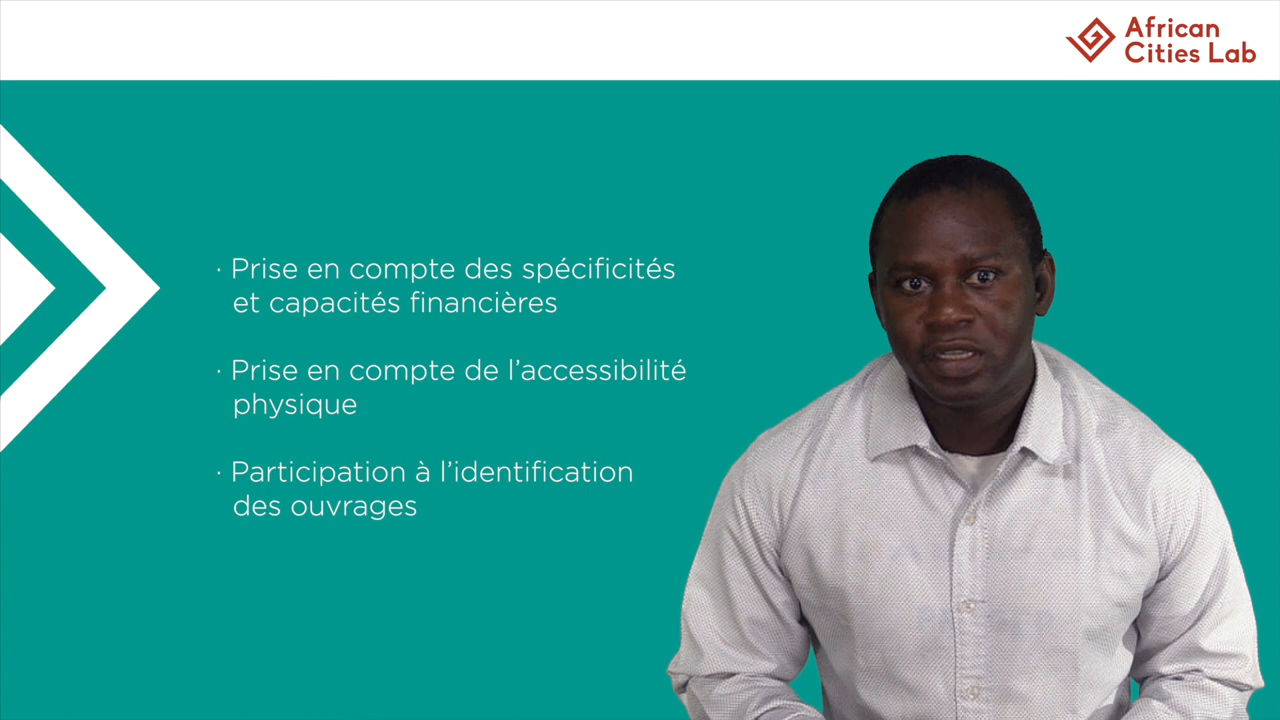 African
Cities Lab
· Prise en compte des spécificités
et capacités financières
· Prise en compte de l'accessibilité
physique
· Participation à l'identification
des ouvrages